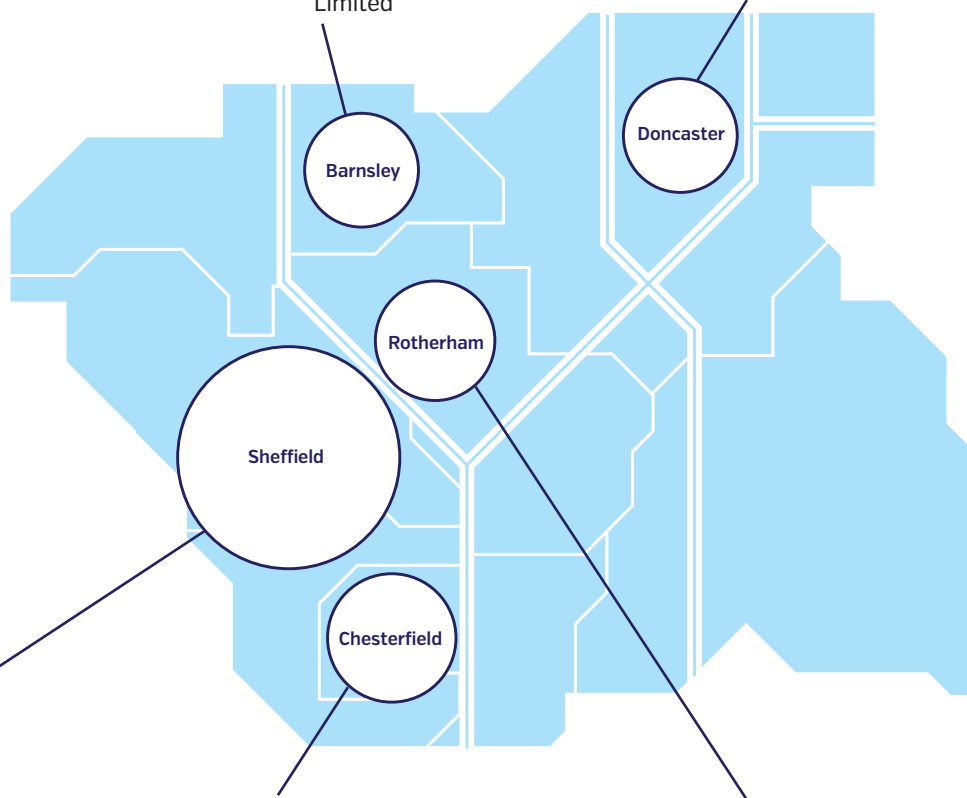 Limited
Doncaster
Barnsley
Rotherham
Sheffield
Chesterfield